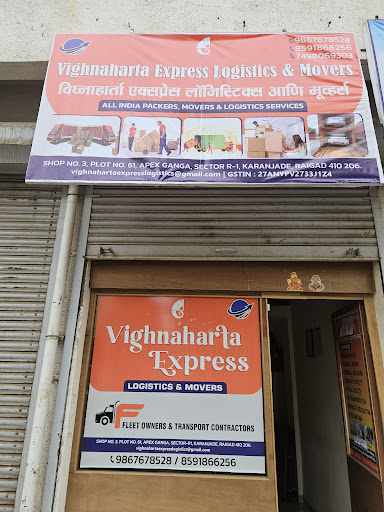 9867678528
8591866256
7498069303
Vighnaharta Express Logistics & Movers
विघ्नाहार्ता एक्सप्रेस लॉजिस्टिक्स आणि मूव्हर्स
ALL INDIA PACKERS, MOVERS & LOGISTICS SERVICES
SHOP NO. 3, PLOT NO. 61, APEX GANGA, SECTOR R-1, KARANJADE, RAIGAD 410 206.
vighnahartaexpresslogistics@gmail.com | GSTIN : 27ANYPV2733J1Z4
Vighnaharta
Express
LOGISTICS & MOVERS
FLEET OWNERS & TRANSPORT CONTRACTORS
SHOP NO. 3, PLOT NO. 61, APEX GANGA, SECTOR-R1, KARANJADE, RAIGAD 410 206.
vighnahartaexpresslogistics@gmail.com
9867678528 / 8591866256